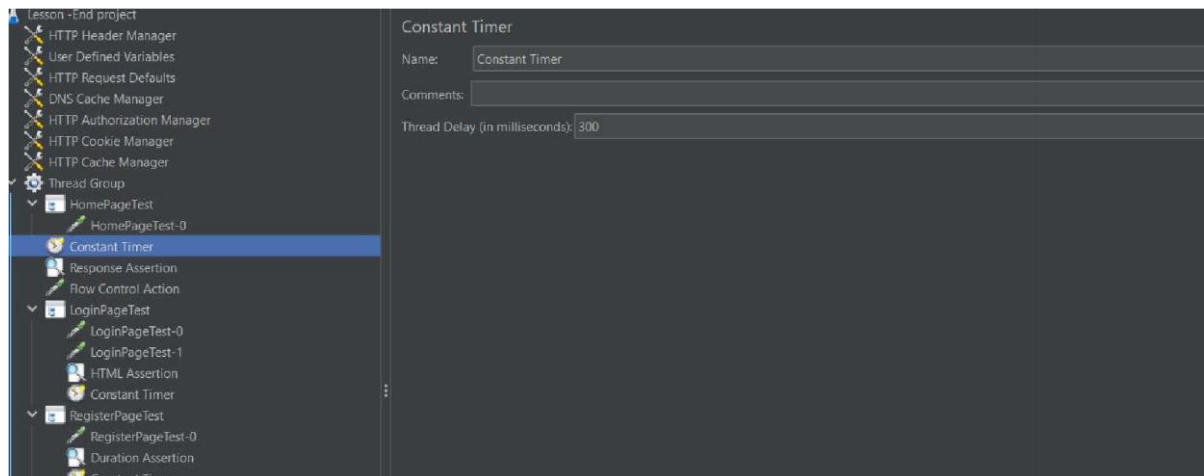 Lesson -End project
HTTP Header Manager
User Defined Variables
HTTP Request Defaults
DNS Cache Manager
HTTP Authorization Manager
HTTP Cookie Manager
HTTP Cache Manager
Thread Group
HomePageTest
HomePageTest-0
Constant Timer
Response Assertion
Flow Control Action
LoginPageTest
LoginPageTest-0
LoginPageTest-1
HTML Assertion
Constant Timer
RegisterPageTest
RegisterPageTest-0
Duration Assertion
Constant Timer
Constant Timer
Name: Constant Timer
Comments:
Thread Delay (in milliseconds): 300